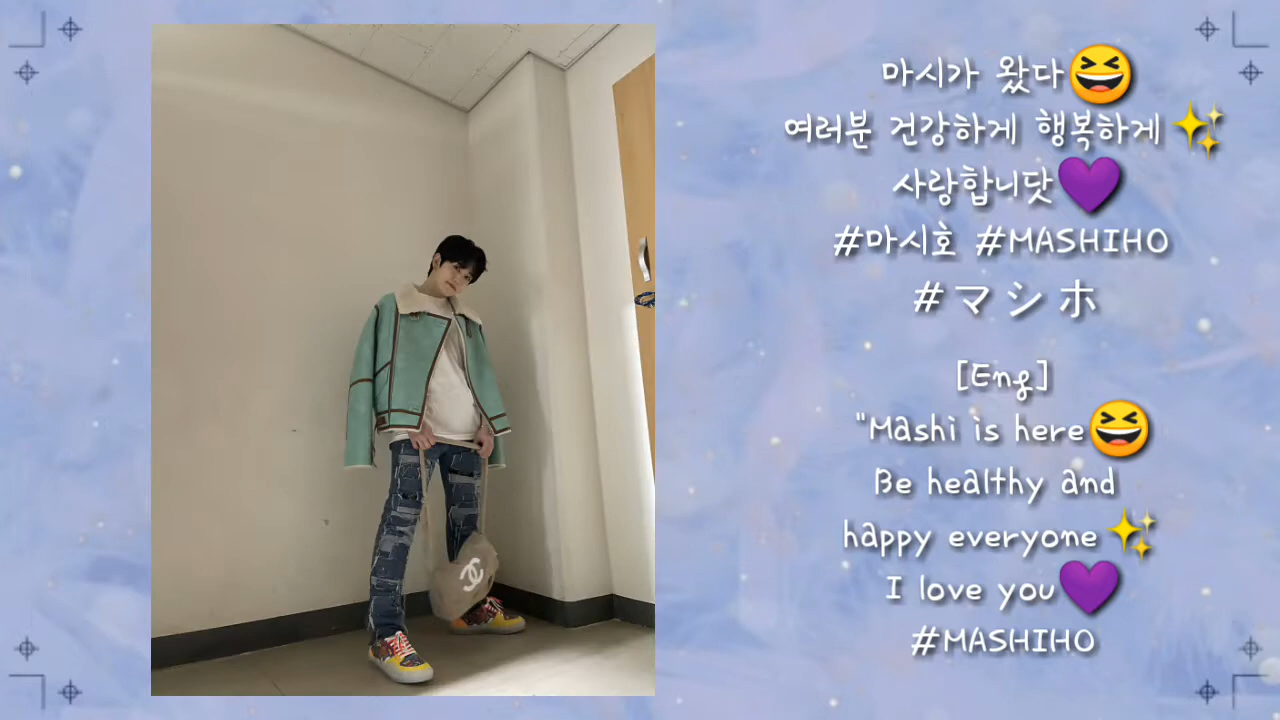 마시가 왔다😆
여러분 건강하게 행복하게✨
사랑합니닷💜
#마시호 #MASHIHO
#マシホ
[Eng]
"Mashi is here😆
Be healthy and
happy everyone✨
I love you💜
#MASHIHO